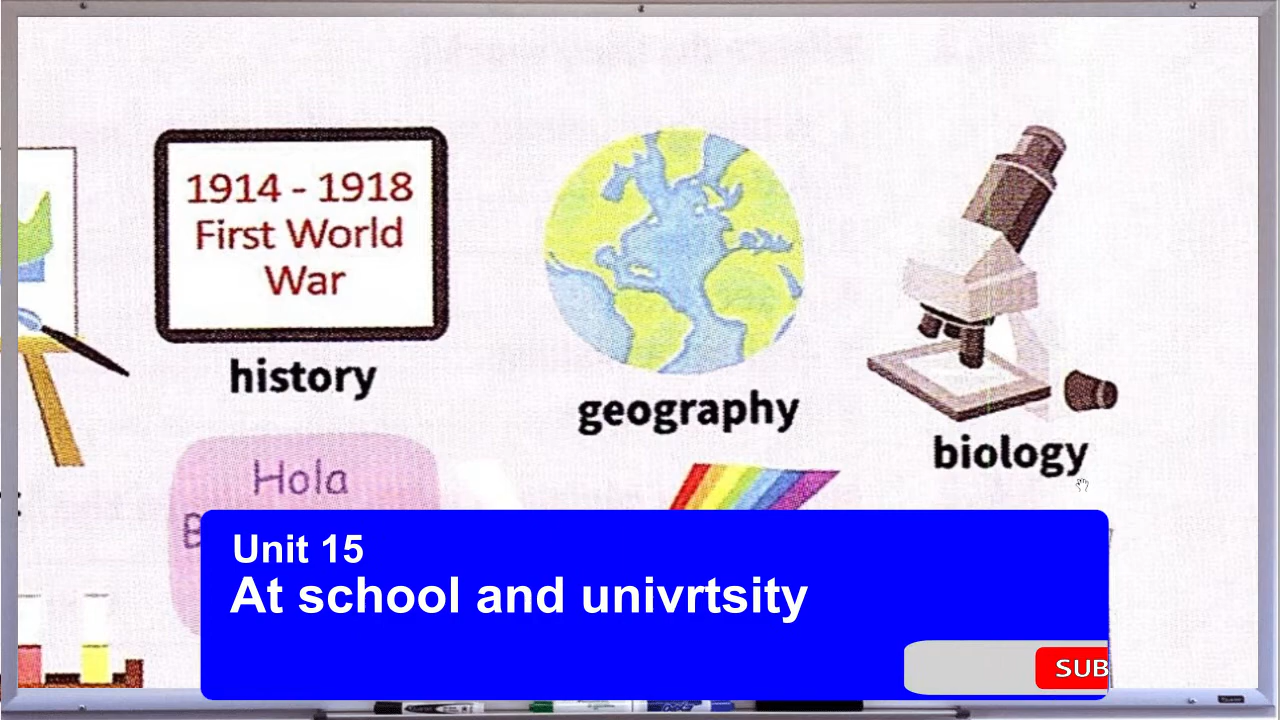 1914 - 1918
First World
War
history
geography
biology
Hola
Unit 15
At school and univrtsity
SUB